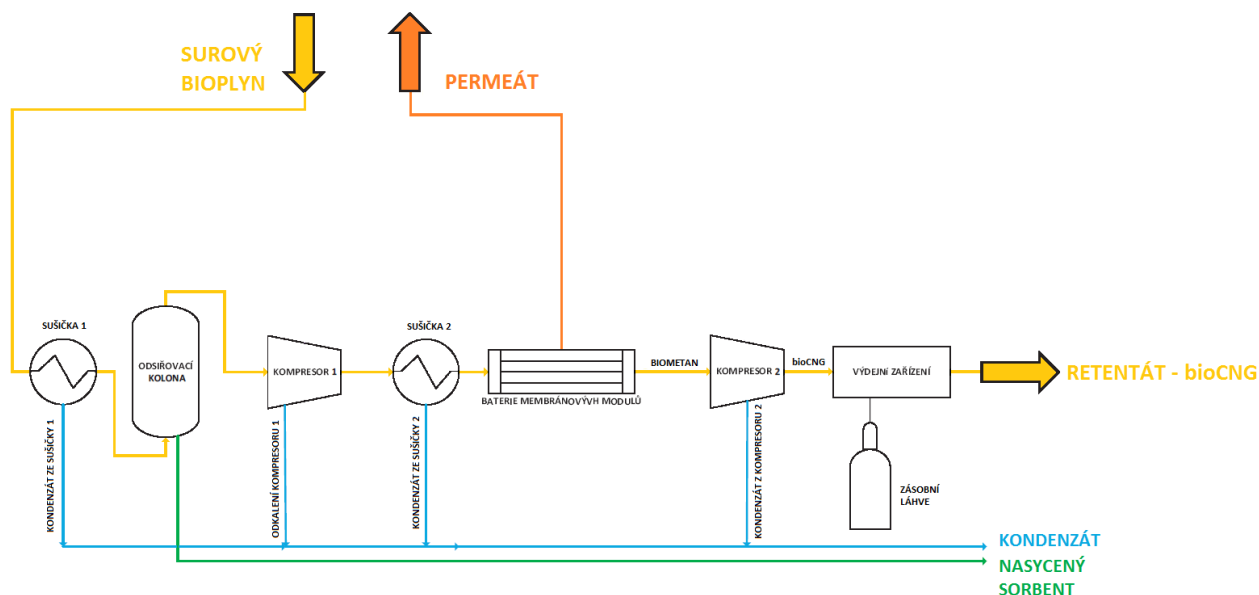 SUROVÝ
BIOPLYN
PERMEÁT
SUŠIČKA 1
ODSIŘOVACÍ
KOLONA
KOMPRESOR 1
SUŠIČKA 2
BATERIE MEMBRÁNOVÝVH MODULŮ
BIOMETAN
KOMPRESOR 2
bioCNG
VÝDEJNí ZAŘÍZENÍ
RETENTÁT - bioCNG
KONDENZÁT ZE SUŠIČKY 1
ODKALENÍ KOMPRESORU 1
KONDENZÁT ZE SUŠIČKY 2
KONDENZÁT Z KOMPRESORU 2
ZÁSOBNÍ
LÁHVE
KONDENZÁT
NASYCENÝ
SORBENT